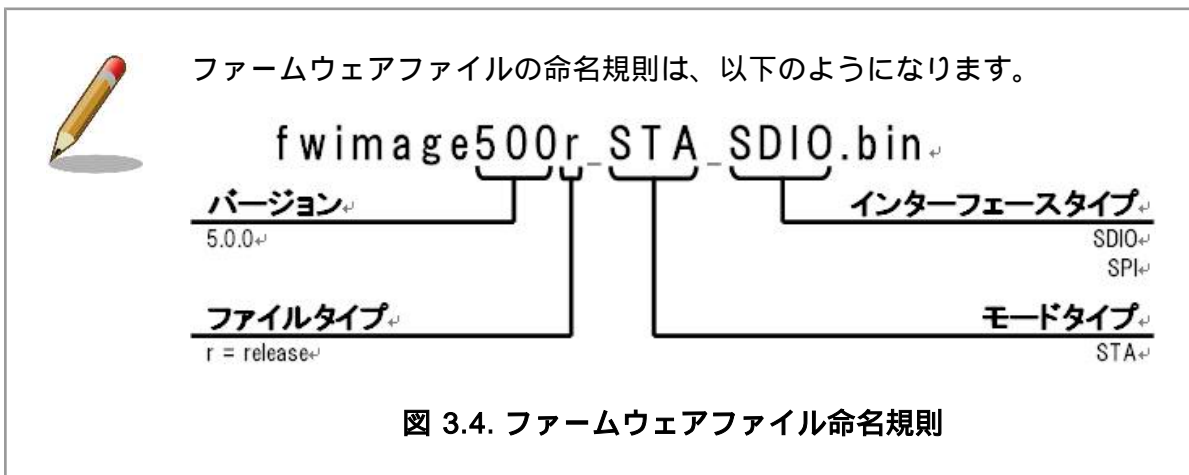 ファームウェアファイルの命名規則は、以下のようになります。
fwimage500r_STA_SDIO.bin↵
バージョン↵
5.0.0↵
インターフェースタイプ↵
SDIO↵
SPI↵
ファイルタイプ↵
r = release↵
モードタイプ↵
STA↵
図 3.4. ファームウェアファイル命名規則